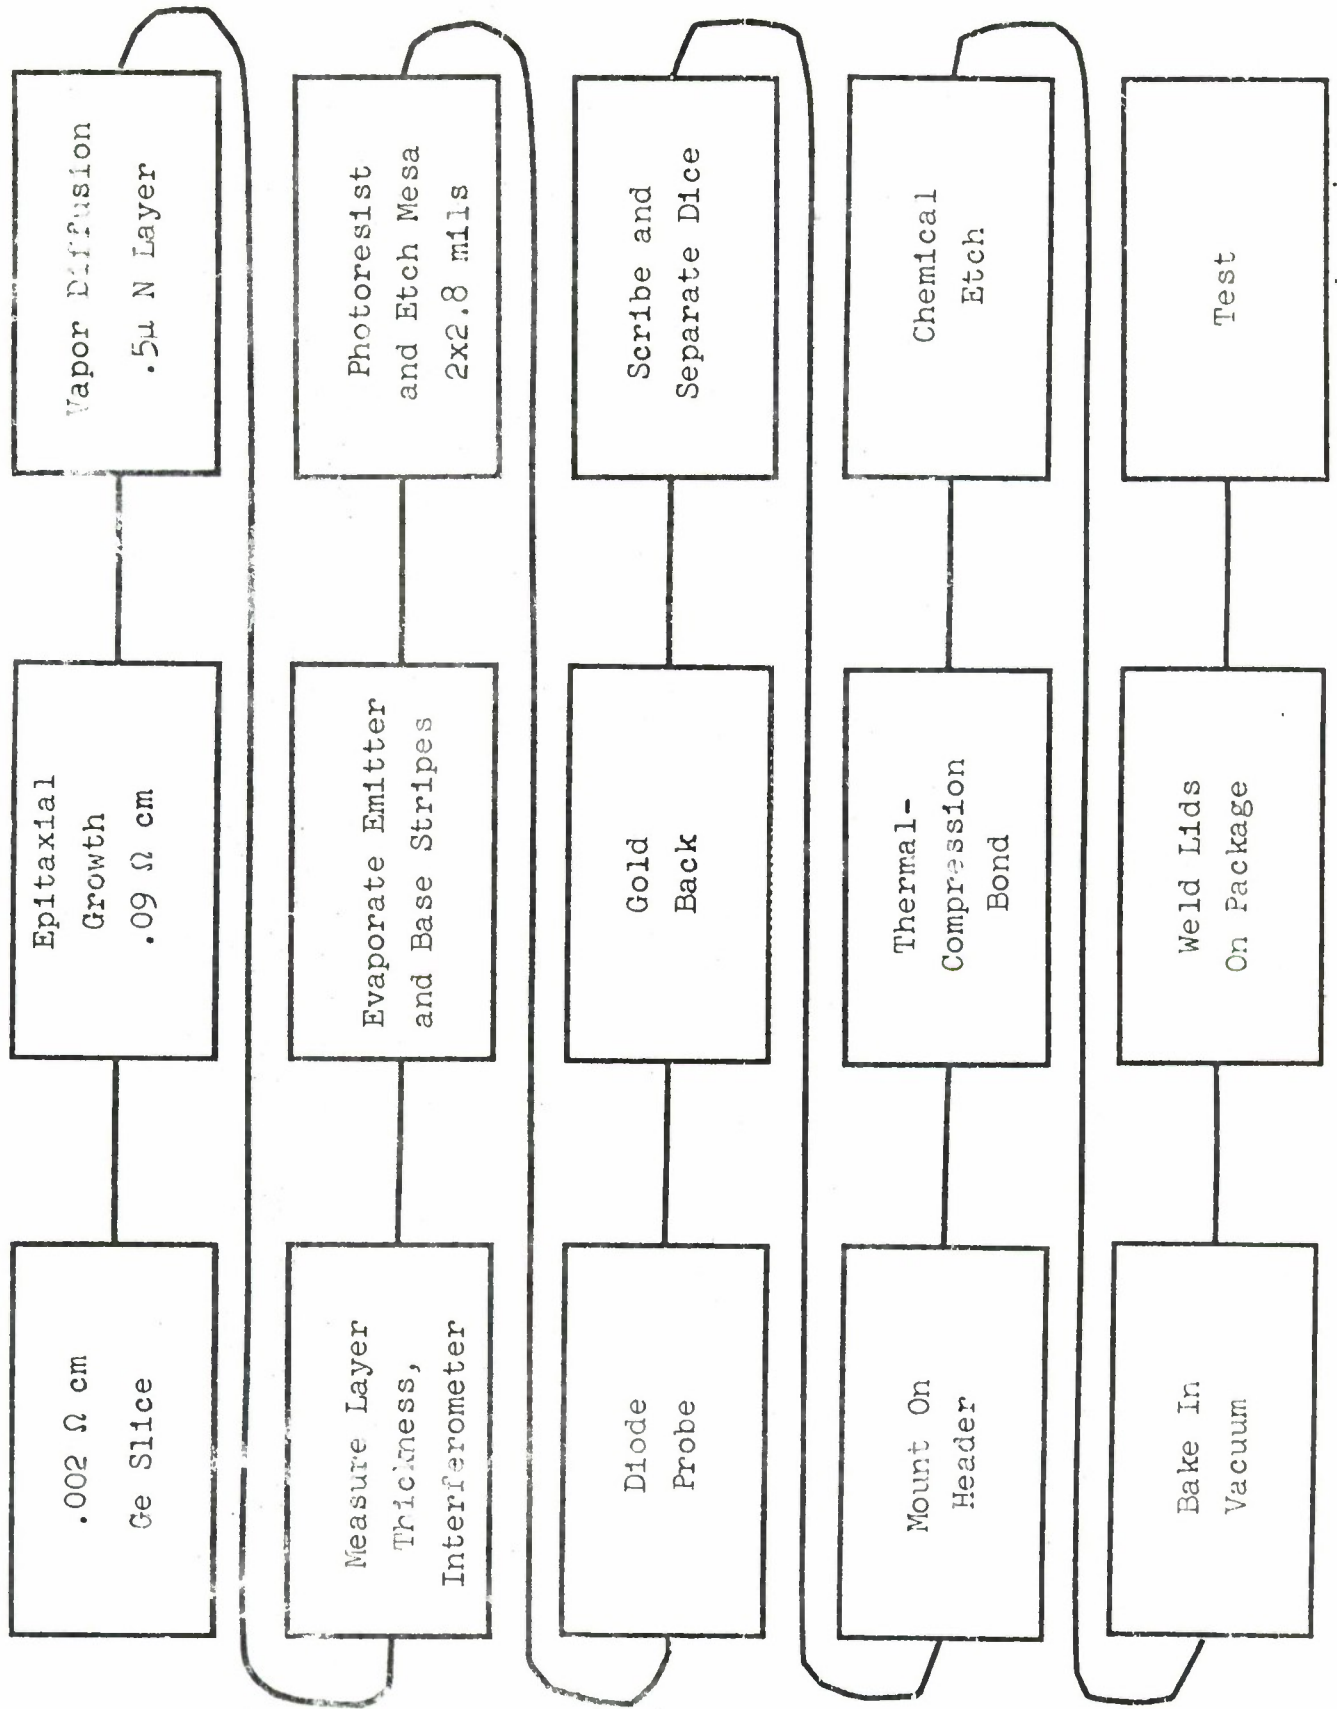 .002 Ω cm
Ge Slice
Epitaxial
Growth
.09 Ω cm
Vapor Diffusion
.5μ N Layer
Measure Layer
Thickness,
Interferometer
Evaporate Emitter
and Base Stripes
Photoresist
and Etch Mesa
2x2.8 mils
Diode
Probe
Gold
Back
Scribe and
Separate Dice
Mount On
Header
Thermal-
Compression
Bond
Chemical
Etch
Bake In
Vacuum
Weld Lids
On Package
Test